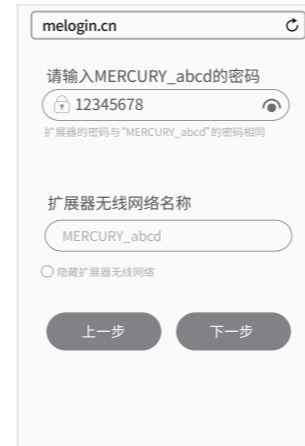 melogin.cn
请输入MERCURY_abcd的密码
12345678
扩展器的密码与“MERCURY_abcd”的密码相同
扩展器无线网络名称
MERCURY_abcd
隐藏扩展器无线网络
上一步 下一步